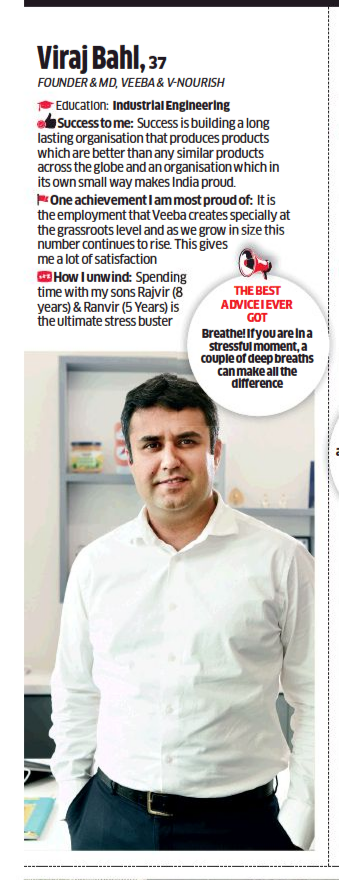 Viraj Bahl, 37
FOUNDER & MD, VEEBA & V-NOURISH
Education: Industrial Engineering
Success to me: Success is building a long
lasting organisation that produces products
which are better than any similar products
across the globe and an organisation which in
its own small way makes India proud.
One achievement I am most proud of: It is
the employment that Veeba creates specially at
the grassroots level and as we grow in size this
number continues to rise. This gives
me a lot of satisfaction
How I unwind: Spending
time with my sons Rajvir (8
years) & Ranvir (5 Years) is
the ultimate stress buster
THE BEST
ADVICE I EVER
GOT
Breathe! If you are in a
stressful moment, a
couple of deep breaths
can make all the
difference